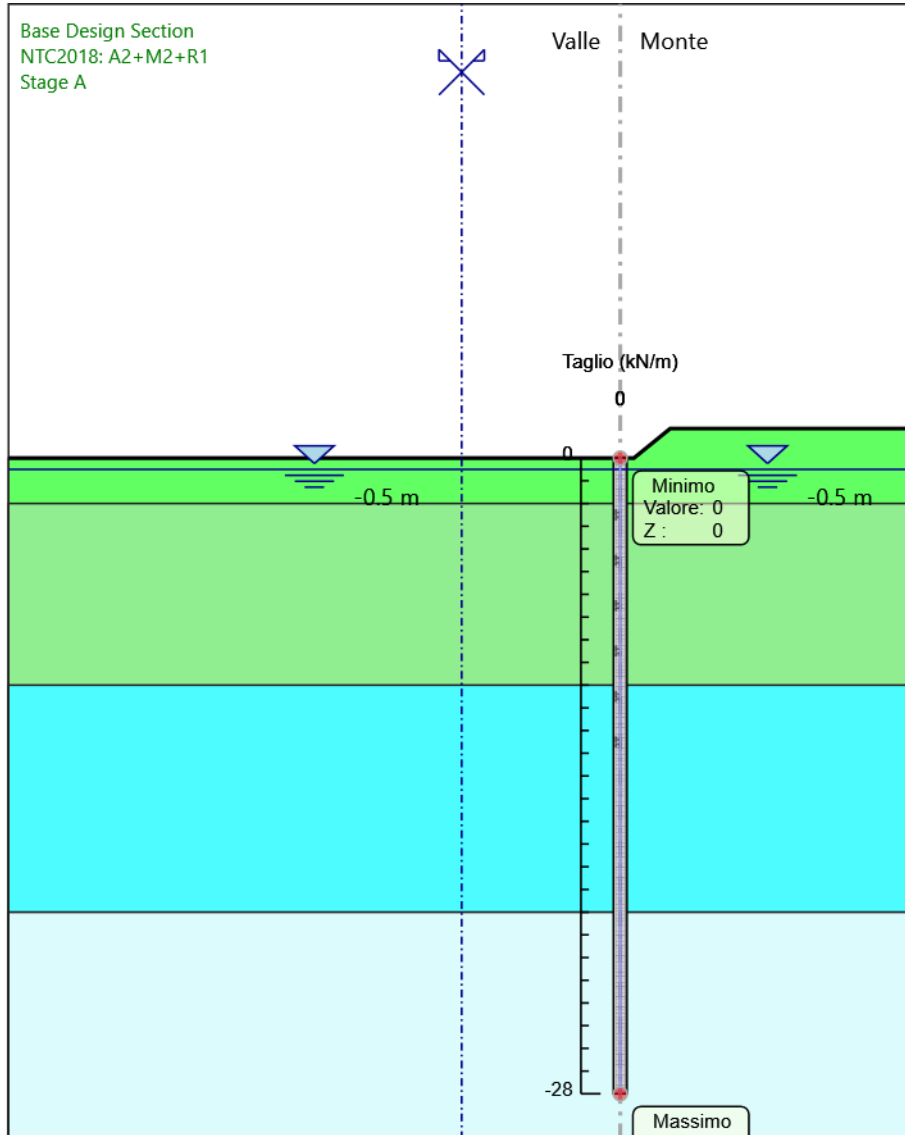 Base Design Section
NTC2018: A2+M2+R1
Stage A
Valle
Monte
Taglio (kN/m)
0
0
-0.5 m
-0.5 m
Minimo
Valore: 0
Z : 0
-28
Massimo